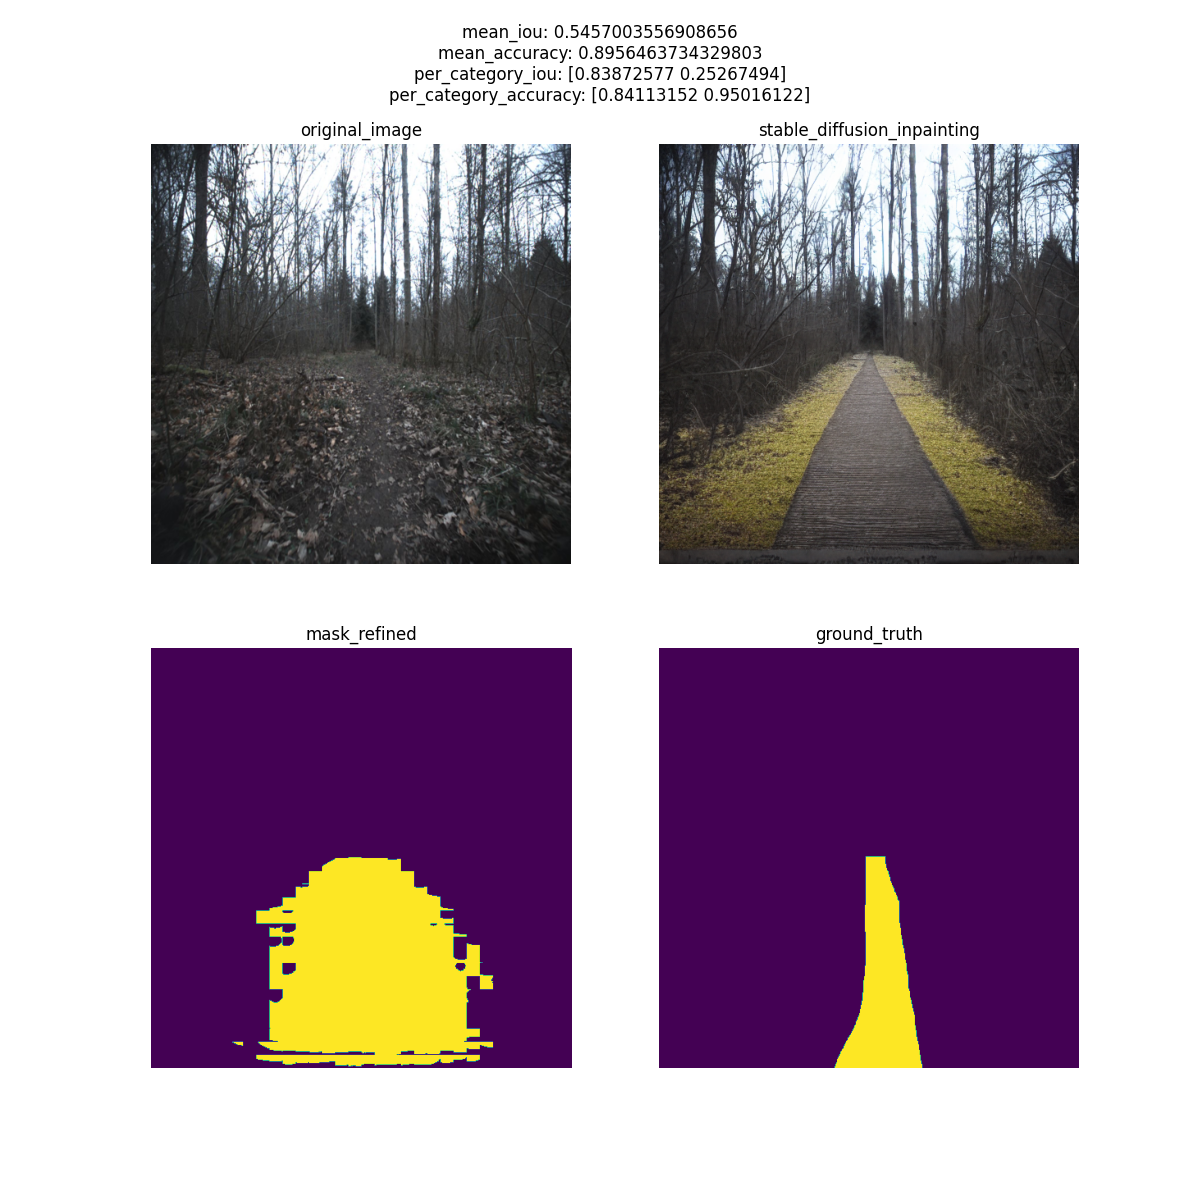 mean_iou: 0.5457003556908656
mean_accuracy: 0.8956463734329803
per_category_iou: [0.83872577 0.25267494]
per_category_accuracy: [0.84113152 0.95016122]
original_image
stable_diffusion_inpainting
mask_refined
ground_truth